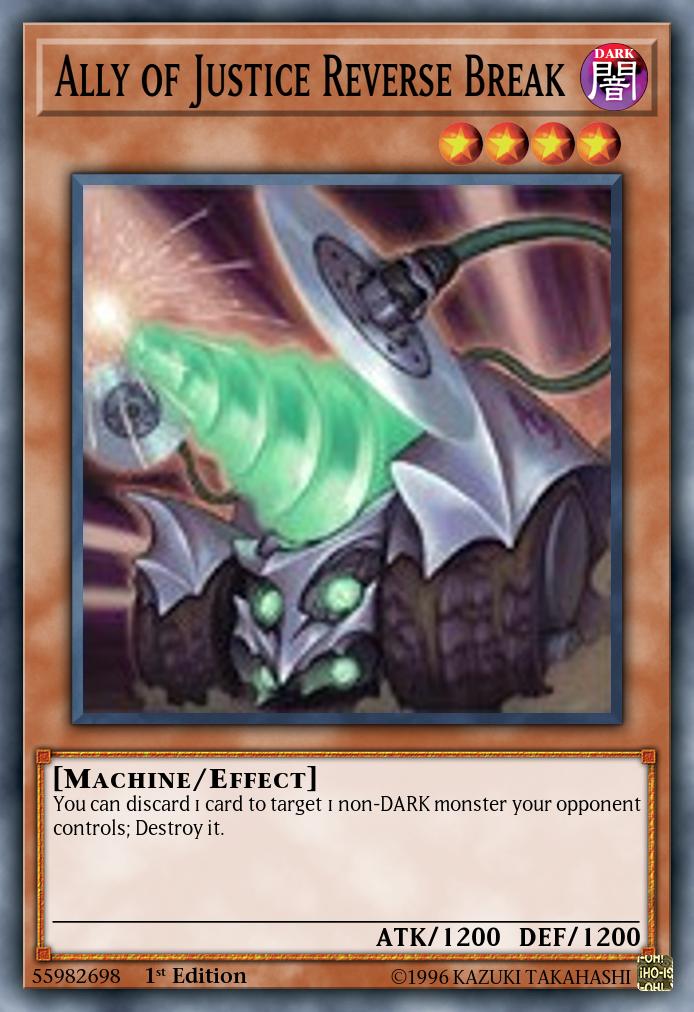 ALLY OF JUSTICE REVERSE BREAK
DARK
闇
[MACHINE/EFFECT]
You can discard 1 card to target 1 non-DARK monster your opponent
controls; Destroy it.
ATK/1200 DEF/1200
55982698 1st Edition ©1996 KAZUKI TAKAHASHI